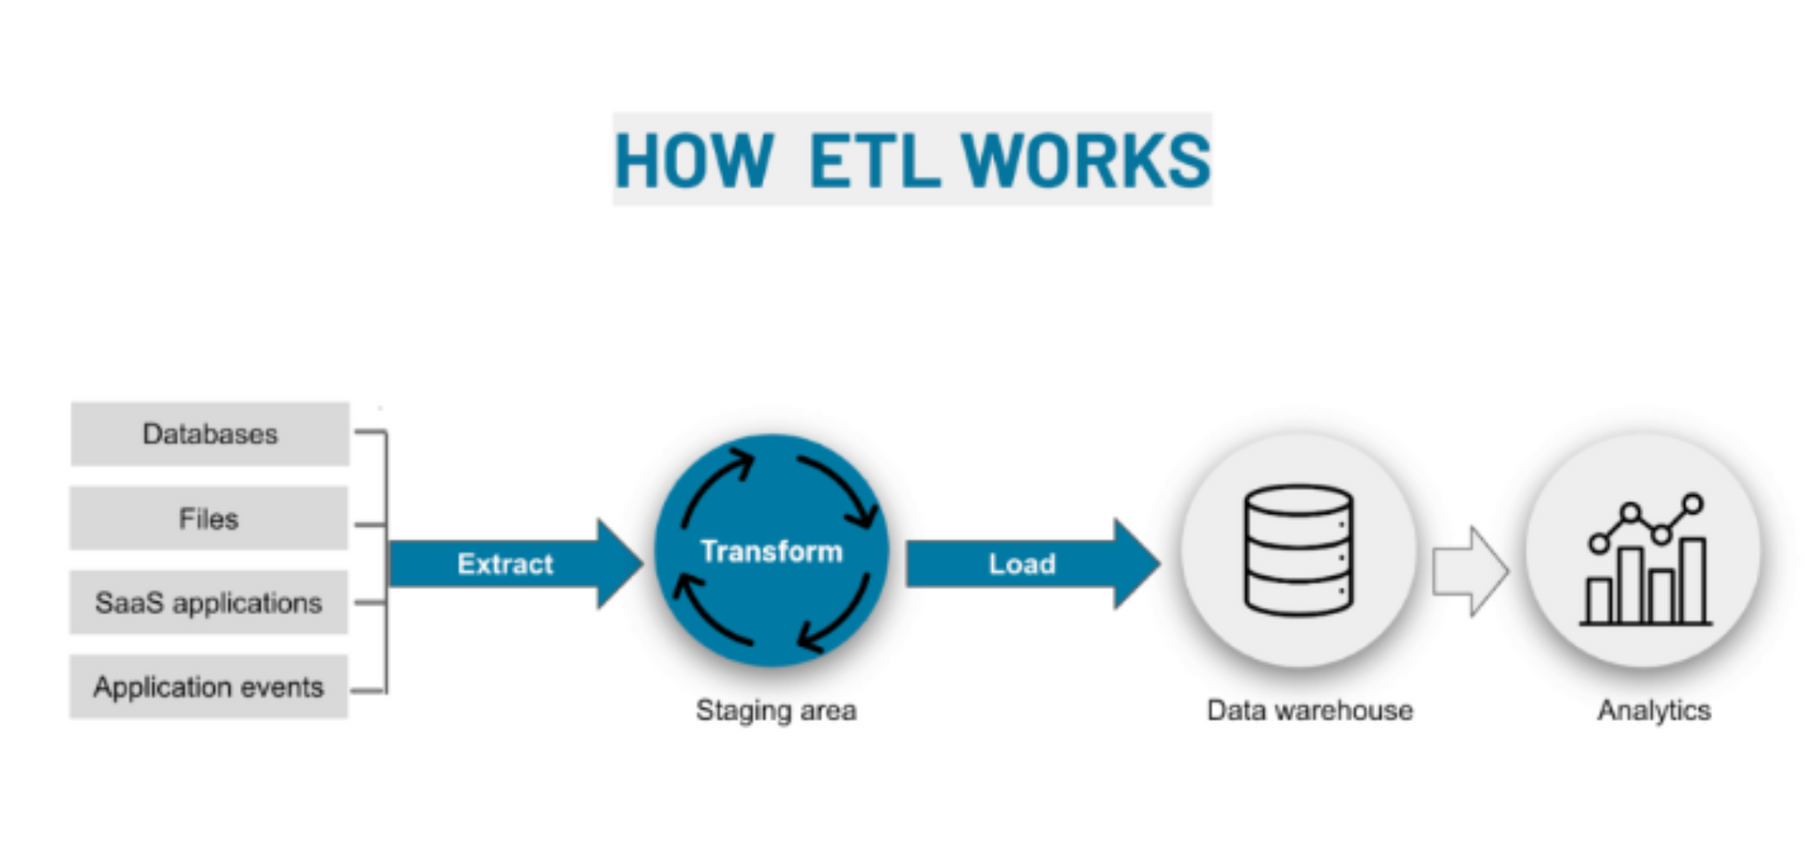 HOW ETL WORKS
Databases
Files
SaaS applications
Application events
Extract
Transform
Staging area
Load
Data warehouse
Analytics